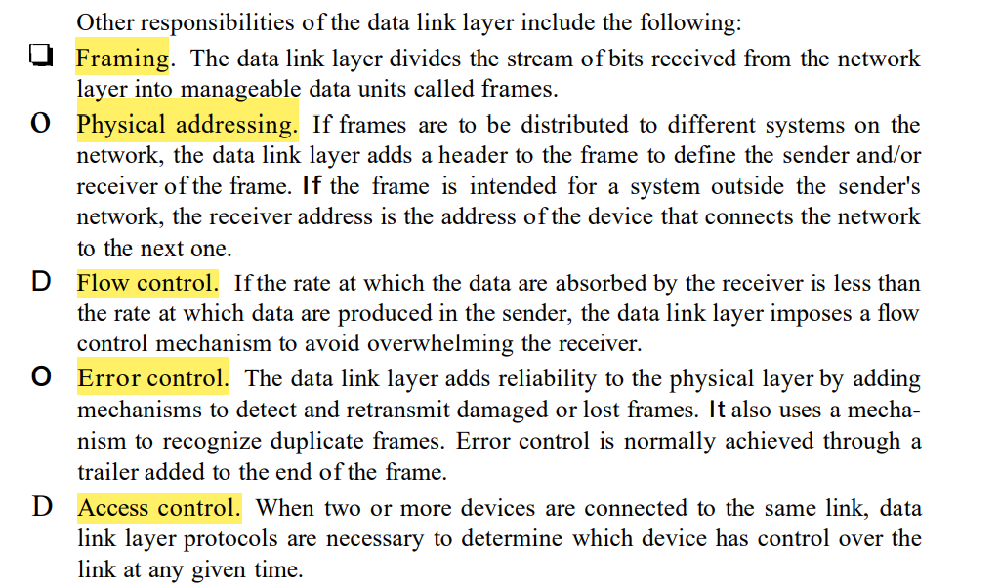 Other responsibilities of the data link layer include the following:
❏ Framing. The data link layer divides the stream of bits received from the network
layer into manageable data units called frames.
O Physical addressing. If frames are to be distributed to different systems on the
network, the data link layer adds a header to the frame to define the sender and/or
receiver of the frame. If the frame is intended for a system outside the sender's
network, the receiver address is the address of the device that connects the network
to the next one.
D Flow control. If the rate at which the data are absorbed by the receiver is less than
the rate at which data are produced in the sender, the data link layer imposes a flow
control mechanism to avoid overwhelming the receiver.
O Error control. The data link layer adds reliability to the physical layer by adding
mechanisms to detect and retransmit damaged or lost frames. It also uses a mecha-
nism to recognize duplicate frames. Error control is normally achieved through a
trailer added to the end of the frame.
D Access control. When two or more devices are connected to the same link, data
link layer protocols are necessary to determine which device has control over the
link at any given time.